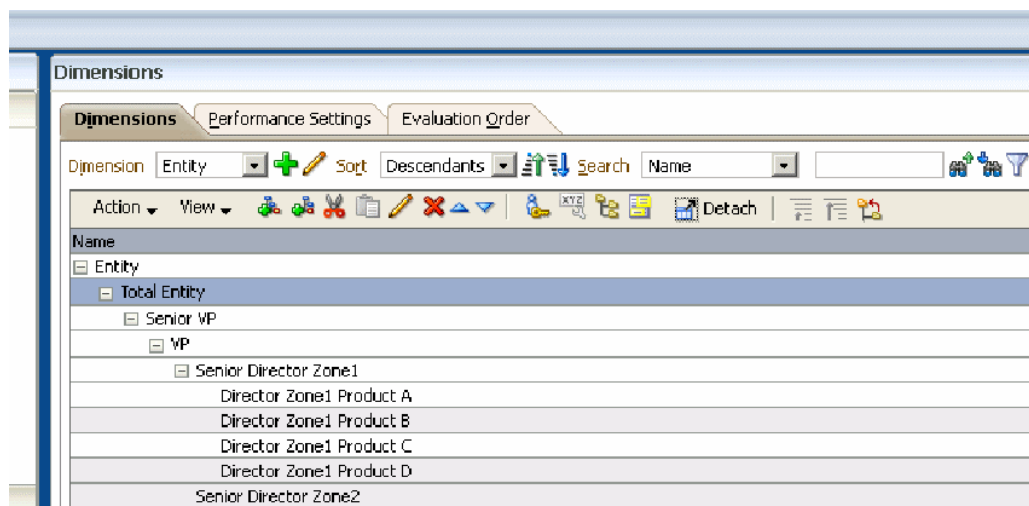 Dimensions
Dimensions Performance Settings Evaluation Order
Dimension Entity Sort Descendants Search Name
Action View XYZ Detach
Name
Entity
Total Entity
Senior VP
VP
Senior Director Zone1
Director Zone1 Product A
Director Zone1 Product B
Director Zone1 Product C
Director Zone1 Product D
Senior Director Zone2